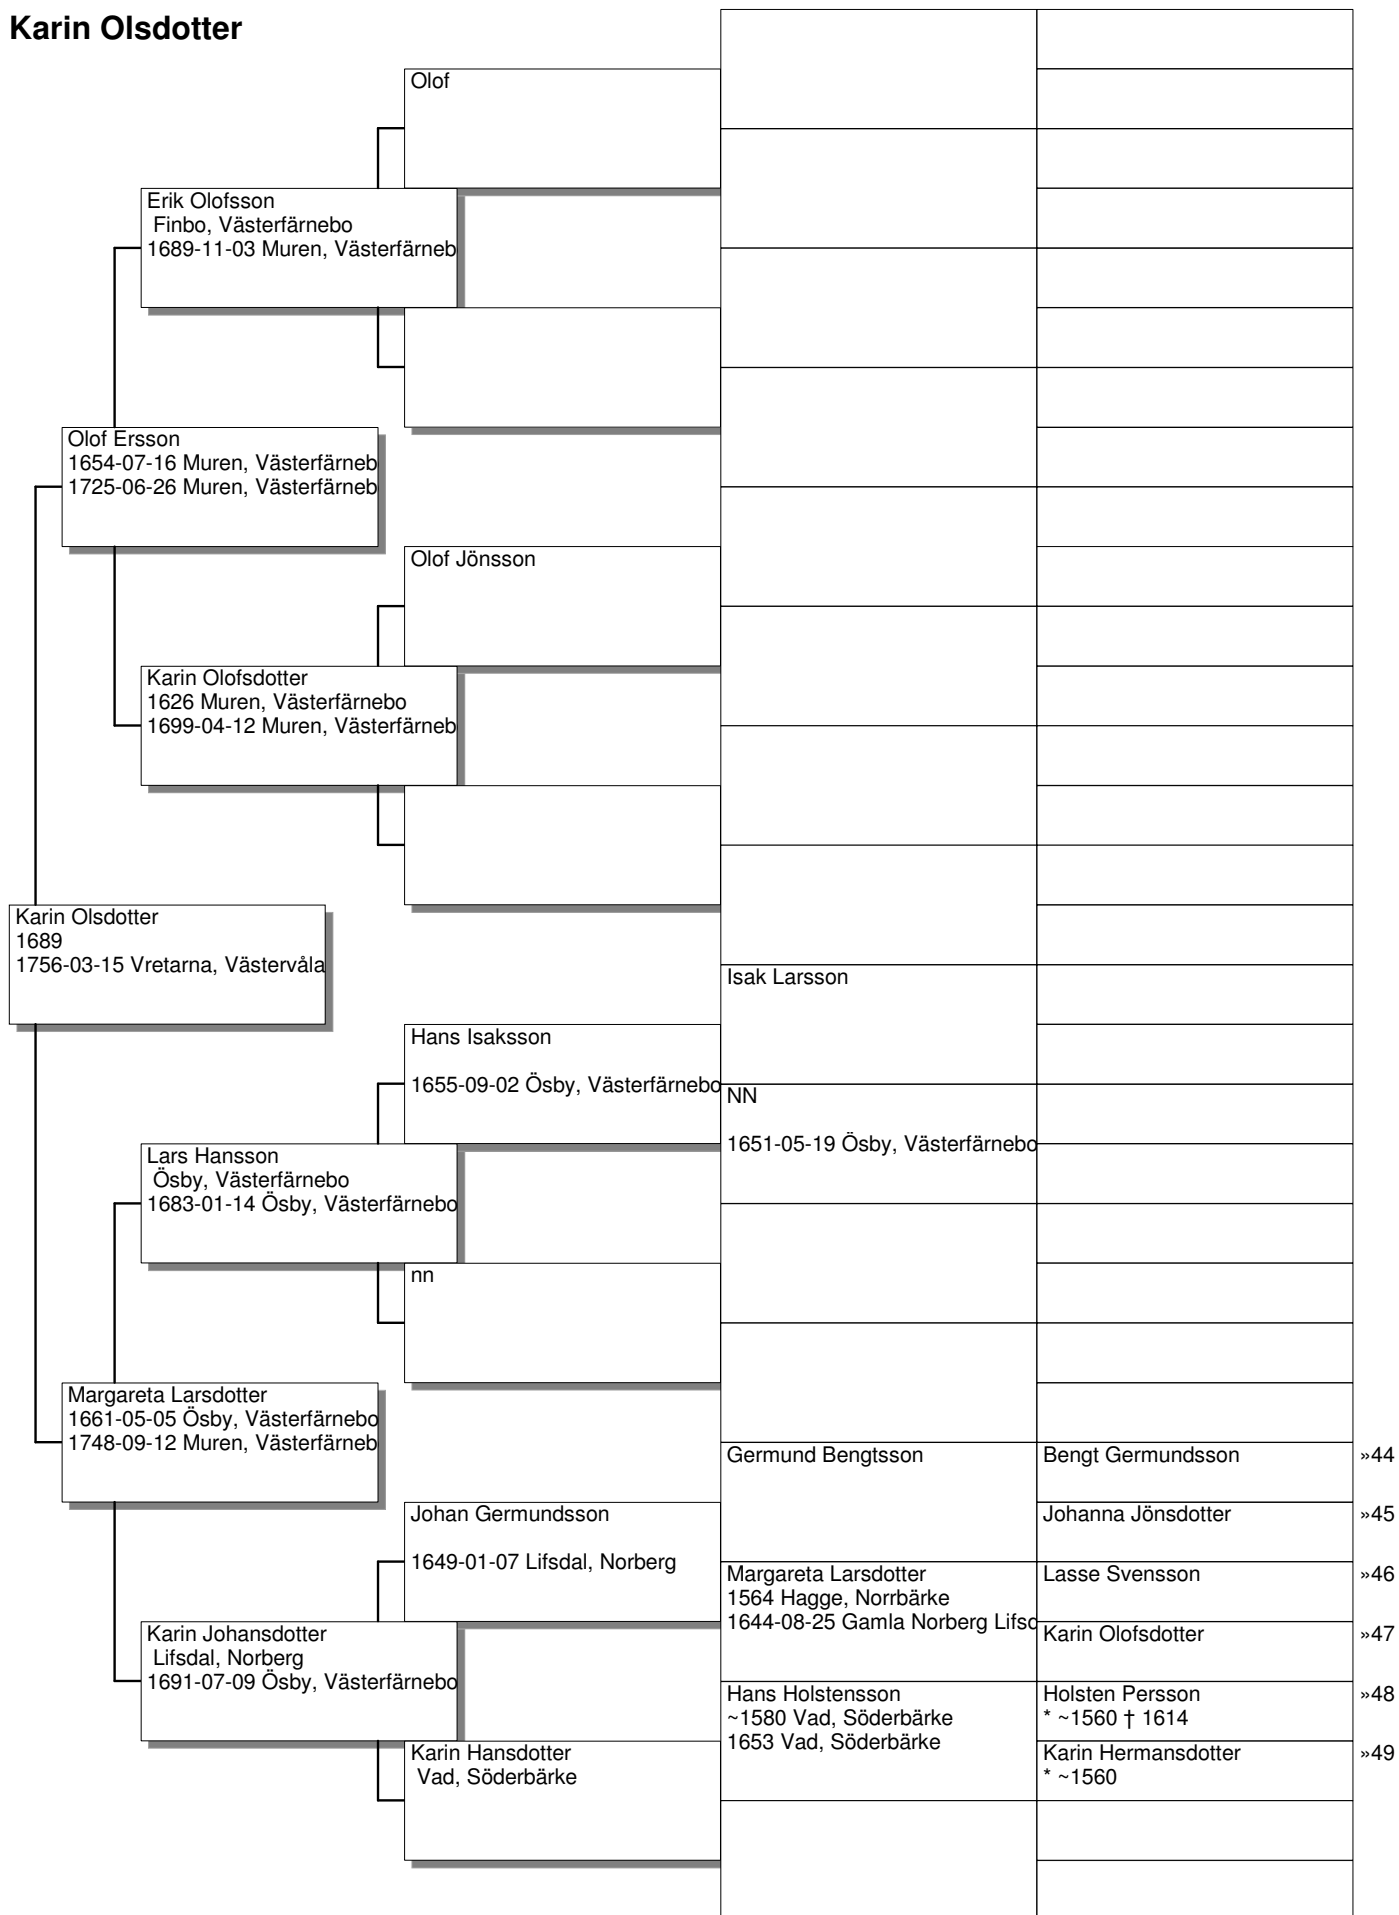 Karin Olsdotter
Olof
Erik Olofsson
Finbo, Västerfärnebo
1689-11-03 Muren, Västerfärneb
Olof Ersson
1654-07-16 Muren, Västerfärneb
1725-06-26 Muren, Västerfärneb
Olof Jönsson
Karin Olofsdotter
1626 Muren, Västerfärnebo
1699-04-12 Muren, Västerfärneb
Karin Olsdotter
1689
1756-03-15 Vretarna, Västervåla
Isak Larsson
Hans Isaksson
1655-09-02 Ösby, Västerfärnebo
NN
1651-05-19 Ösby, Västerfärnebo
Lars Hansson
Ösby, Västerfärnebo
1683-01-14 Ösby, Västerfärnebo
nn
Margareta Larsdotter
1661-05-05 Ösby, Västerfärnebo
1748-09-12 Muren, Västerfärneb
Germund Bengtsson
Bengt Germundsson
»44
Johan Germundsson
1649-01-07 Lifsdal, Norberg
Johanna Jönsdotter
»45
Margareta Larsdotter
1564 Hagge, Norrbärke
1644-08-25 Gamla Norberg Lifsd
Lasse Svensson
»46
Karin Johansdotter
Lifsdal, Norberg
1691-07-09 Ösby, Västerfärnebo
Karin Olofsdotter
»47
Hans Holstensson
~1580 Vad, Söderbärke
1653 Vad, Söderbärke
Holsten Persson
* ~1560 † 1614
»48
Karin Hansdotter
Vad, Söderbärke
Karin Hermansdotter
* ~1560
»49